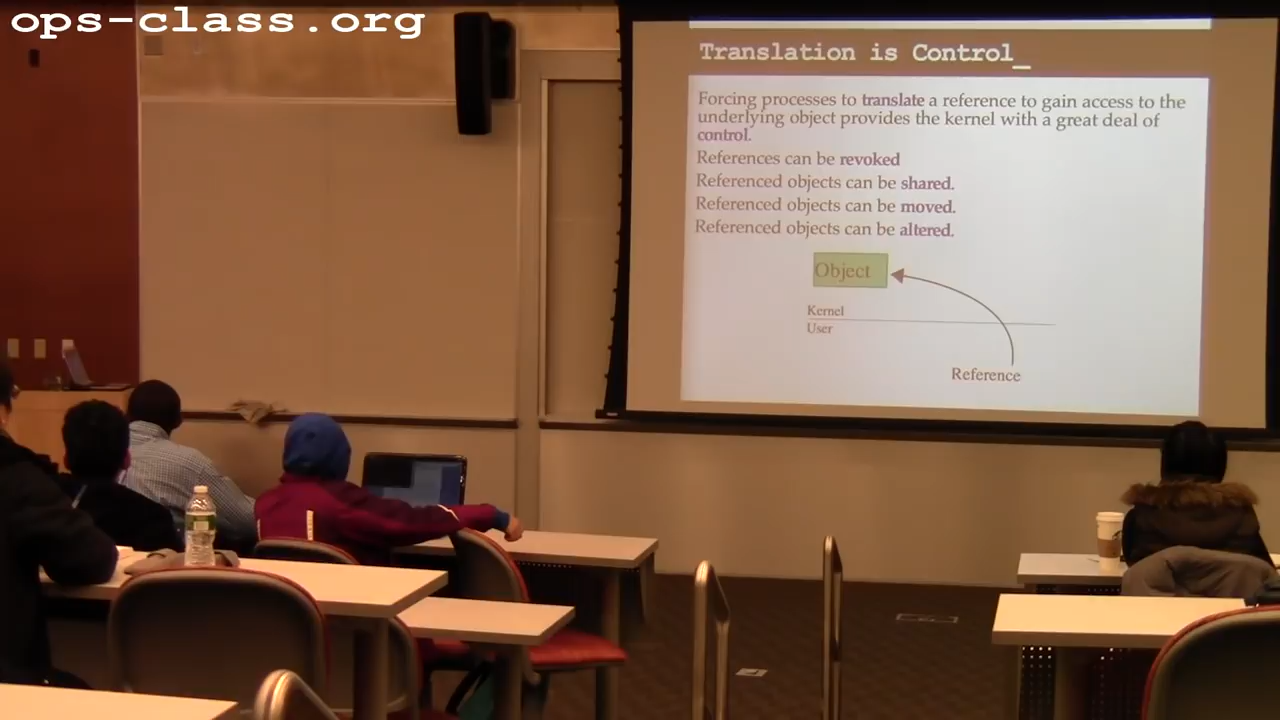 ops-class.org
Translation is Control_
Forcing processes to translate a reference to gain access to the
underlying object provides the kernel with a great deal of
control.
References can be revoked
Referenced objects can be shared.
Referenced objects can be moved.
Referenced objects can be altered.
Object
Kernel
User
Reference